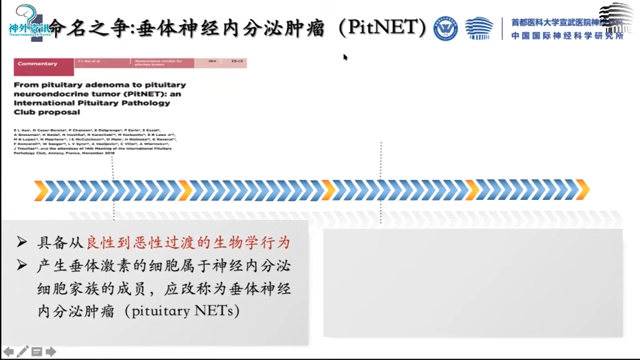 神外资讯
命名之争:垂体神经内分泌肿瘤（PitNET）
首都医科大学宣武医院神经外科
中国国际神经科学研究所
Commentary
From pituitary adenoma to pituitary
neuroendocrine tumor (PitNET): an
International Pituitary Pathology
Club proposal
➢ 具备从良性到恶性过渡的生物学行为
➢ 产生垂体激素的细胞属于神经内分泌
细胞家族的成员，应改称为垂体神经
内分泌肿瘤（pituitary NETs）